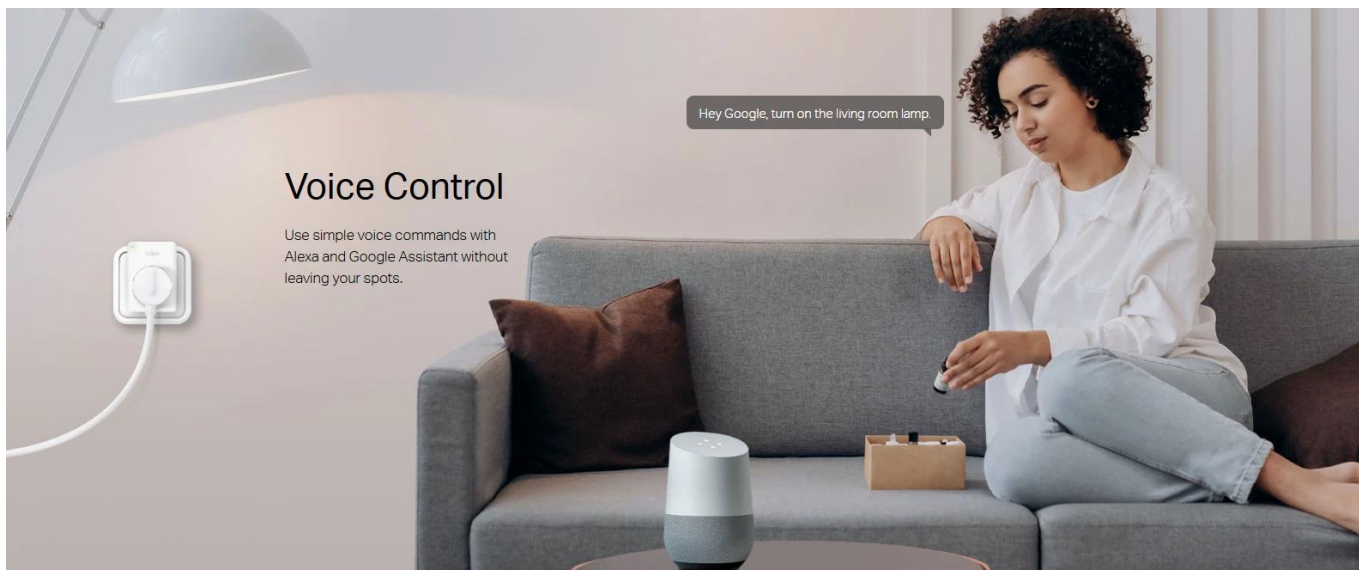 Hey Google, turn on the living room lamp.
Voice Control
Use simple voice commands with
Alexa and Google Assistant without
leaving your spots.
tapo